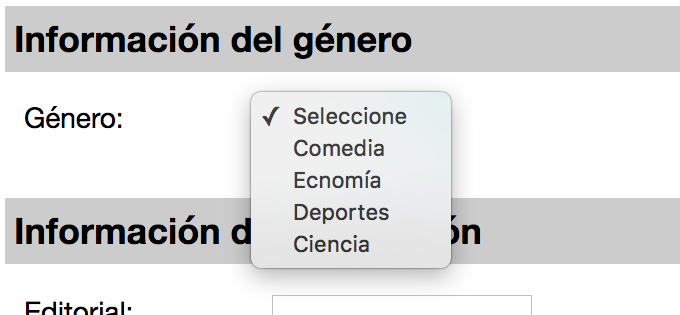 Información del género
Género:
Seleccione
Comedia
Ecnomía
Deportes
Ciencia
Información d ón
Editorial: